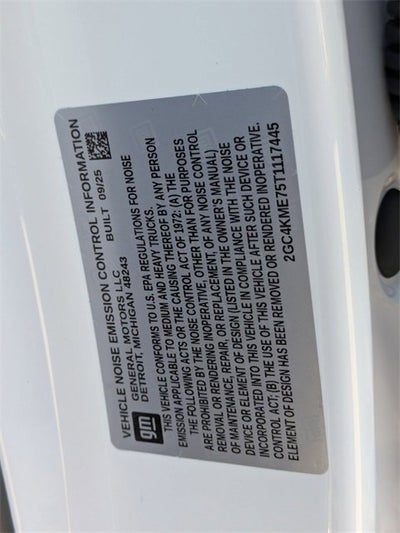 VEHICLE NOISE EMISSION CONTROL INFORMATION
GENERAL MOTORS LLC BUILT 09/25
DETROIT, MICHIGAN 48243
gm
THIS VEHICLE CONFORMS TO U.S. EPA REGULATIONS FOR NOISE
EMISSION APPLICABLE TO MEDIUM AND HEAVY TRUCKS.
THE FOLLOWING ACTS OR THE CAUSING THEREOF BY ANY PERSON
ARE PROHIBITED BY THE NOISE CONTROL ACT OF 1972: (A) THE
REMOVAL OR RENDERING INOPERATIVE, OTHER THAN FOR PURPOSES
OF MAINTENANCE, REPAIR, OR REPLACEMENT, OF ANY NOISE CONTROL
DEVICE OR ELEMENT OF DESIGN (LISTED IN THE OWNER'S MANUAL)
INCORPORATED INTO THIS VEHICLE IN COMPLIANCE WITH THE NOISE
CONTROL ACT; (B) THE USE OF THIS VEHICLE AFTER SUCH DEVICE OR
ELEMENT OF DESIGN HAS BEEN REMOVED OR RENDERED INOPERATIVE.
2GC4KME75T1117445